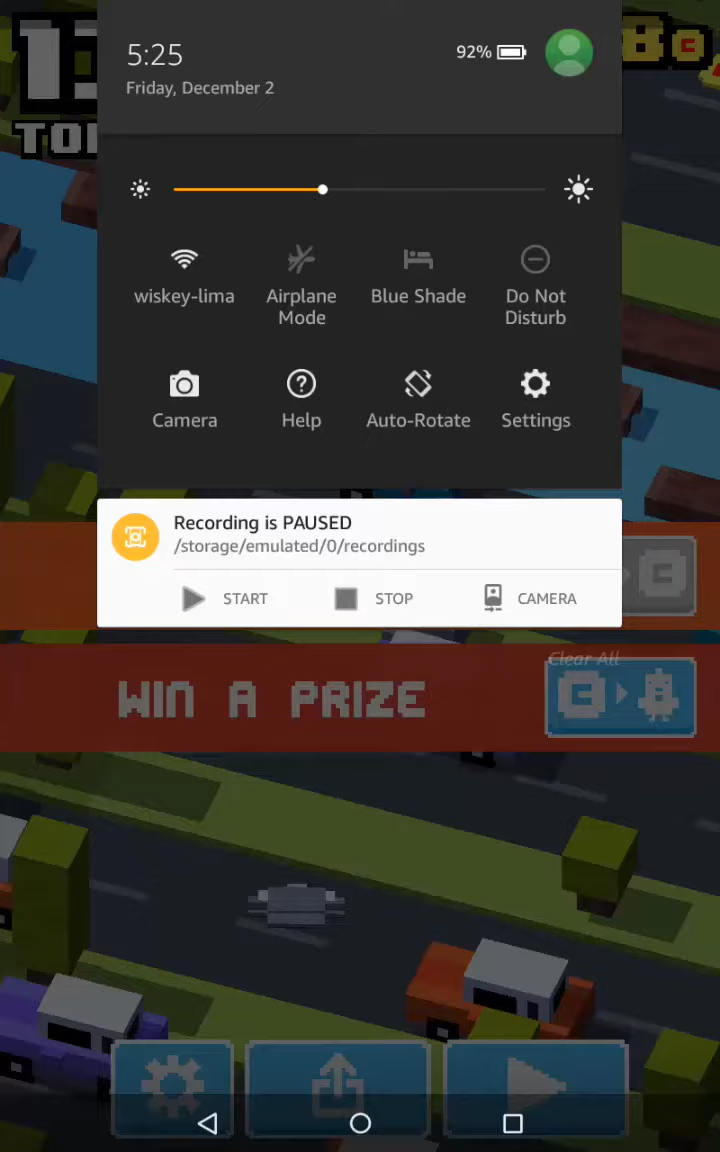 5:25
92%
Friday, December 2
wiskey-lima
Airplane
Mode
Blue Shade
Do Not
Disturb
Camera
Help
Auto-Rotate
Settings
Recording is PAUSED
/storage/emulated/0/recordings
START
STOP
CAMERA
Clear All
WIN A PRIZE